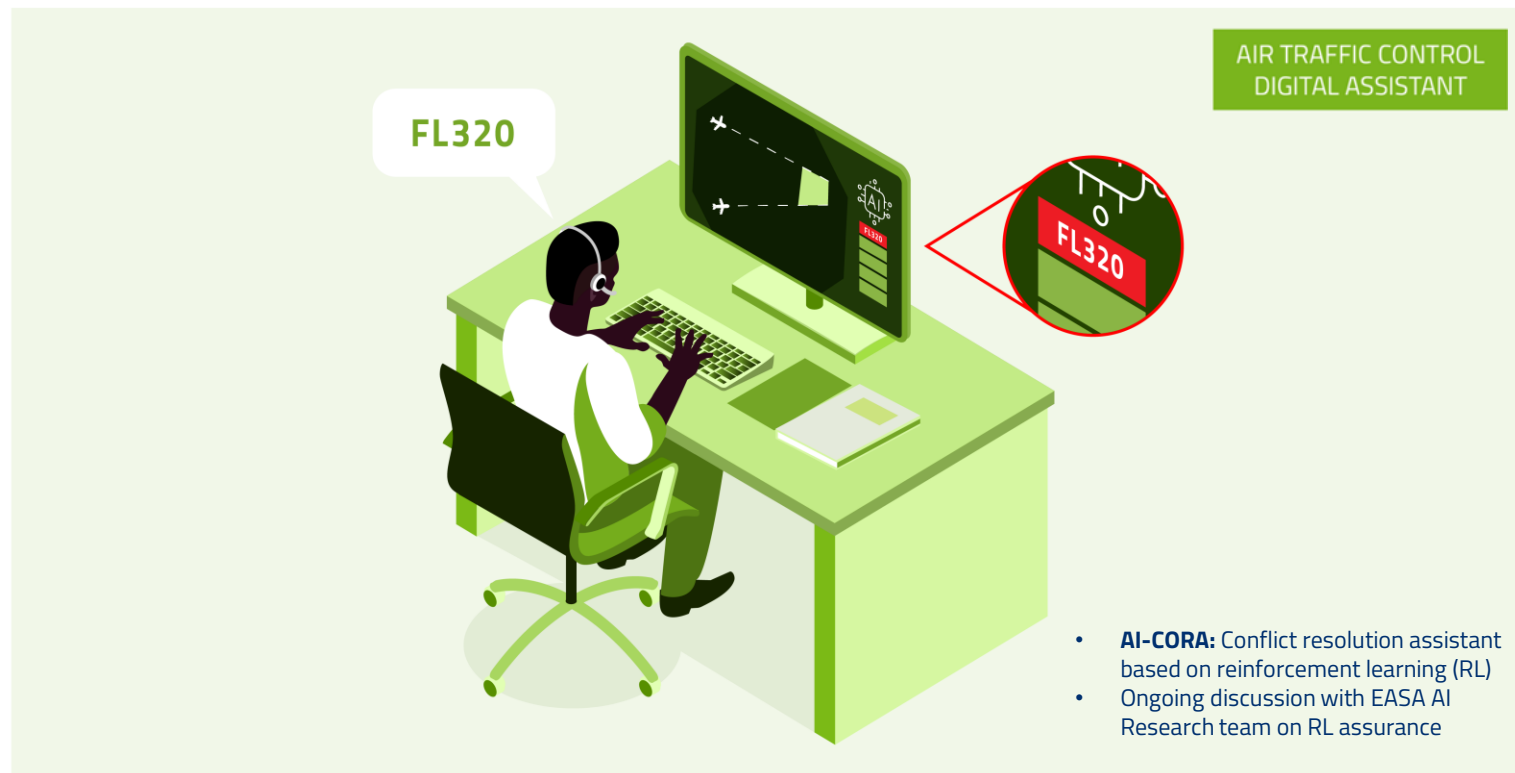 AIR TRAFFIC CONTROL
DIGITAL ASSISTANT
FL320
AI
FL320
FL320
• AI-CORA: Conflict resolution assistant
based on reinforcement learning (RL)
• Ongoing discussion with EASA AI
Research team on RL assurance